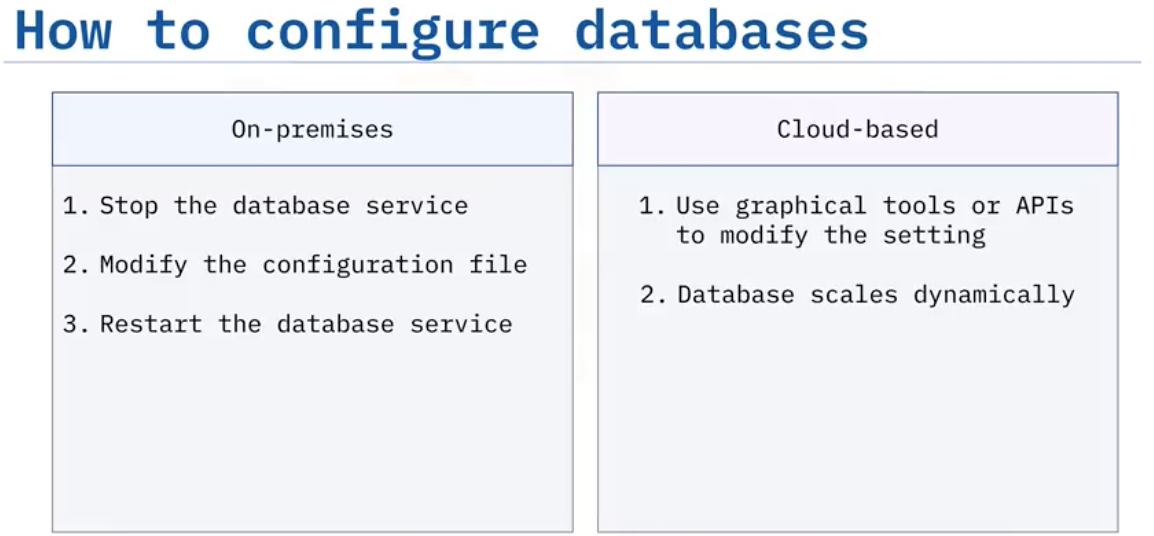 How to configure databases
On-premises
1. Stop the database service
2. Modify the configuration file
3. Restart the database service
Cloud-based
1. Use graphical tools or APIs
to modify the setting
2. Database scales dynamically